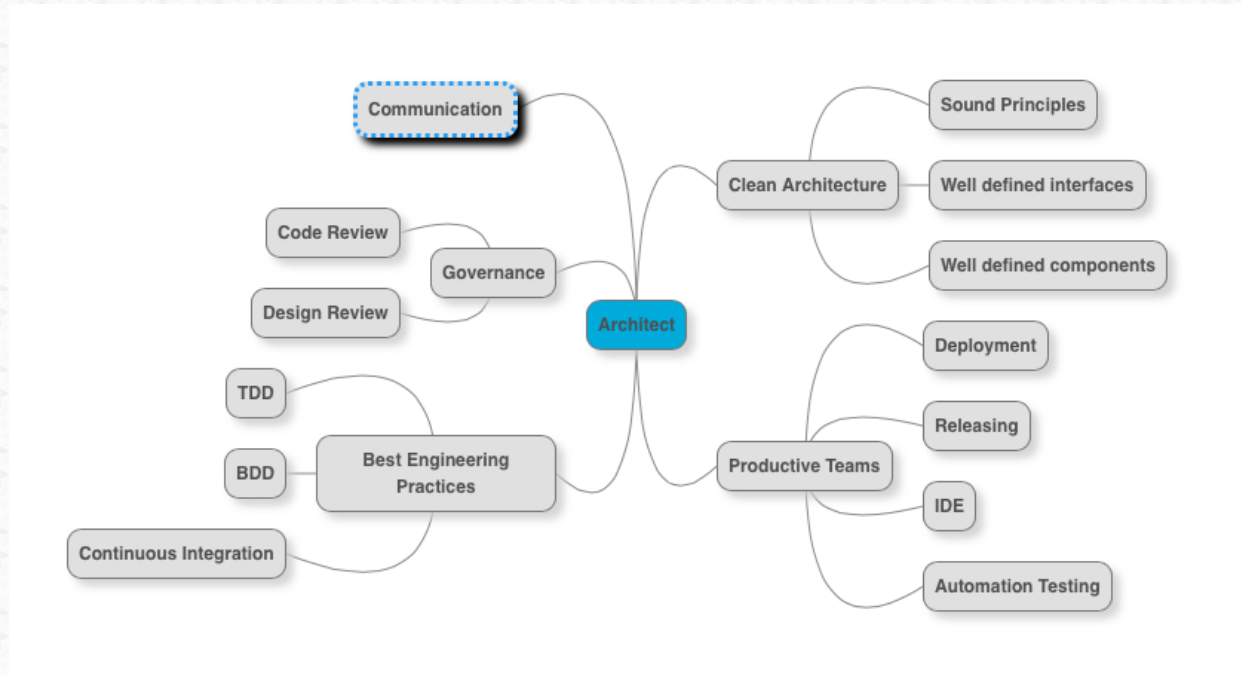 Communication
Code Review
Governance
Design Review
TDD
Best Engineering
Practices
BDD
Continuous Integration
Architect
Clean Architecture
Sound Principles
Well defined interfaces
Well defined components
Productive Teams
Deployment
Releasing
IDE
Automation Testing